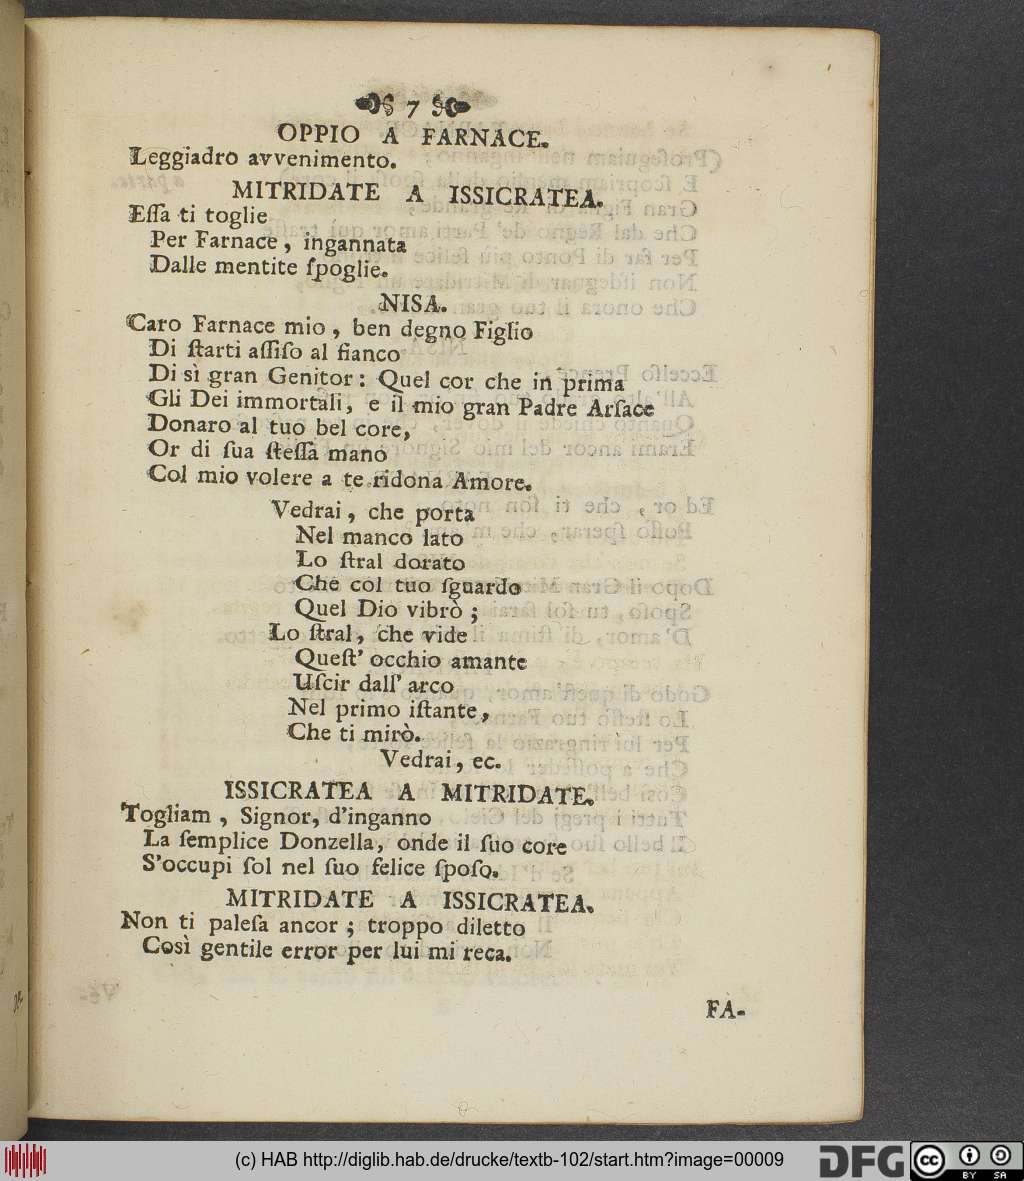 7
OPPIO A FARNACE.
Leggiadro avvenimento.
MITRIDATE A ISSICRATEA.
Eſſa ti toglie
Per Farnace, ingannata
Dalle mentite ſpoglie.
NISA.
Caro Farnace mio, ben degno Figlio
Di ſtarti aſſiſo al fianco
Di sì gran Genitor: Quel cor che in prima
Gli Dei immortali, e il mio gran Padre Arſace
Donaro al tuo bel core,
Or di ſua ſteſſa mano
Col mio volere a te ridona Amore.
Vedrai, che porta
Nel manco lato
Lo ſtral dorato
Che col tuo ſguardo
Quel Dio vibrò;
Lo ſtral, che vide
Queſt' occhio amante
Uſcir dall' arco
Nel primo iſtante,
Che ti mirò.
Vedrai, ec.
ISSICRATEA A MITRIDATE.
Togliam, Signor, d'inganno
La ſemplice Donzella, onde il ſuo core
S'occupi ſol nel ſuo felice ſpoſo.
MITRIDATE A ISSICRATEA.
Non ti paleſa ancor; troppo diletto
Così gentile error per lui mi reca.
FA-
(c) HAB http://diglib.hab.de/drucke/textb-102/start.htm?image=00009
DFG
cc
BY SA